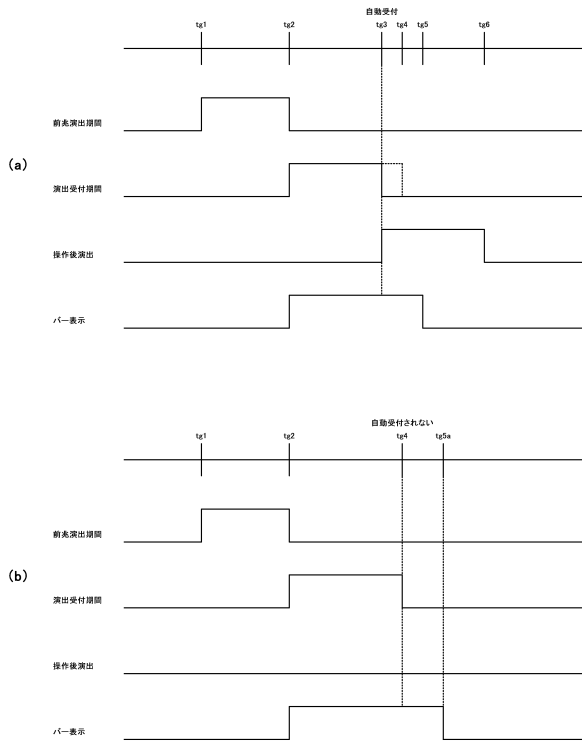 自動受付
tg1 tg2 tg3 tg4 tg5 tg6
前兆演出期間
(a)
演出受付期間
操作後演出
バー表示
自動受付されない
tg1 tg2 tg4 tg5a
前兆演出期間
(b)
演出受付期間
操作後演出
バー表示